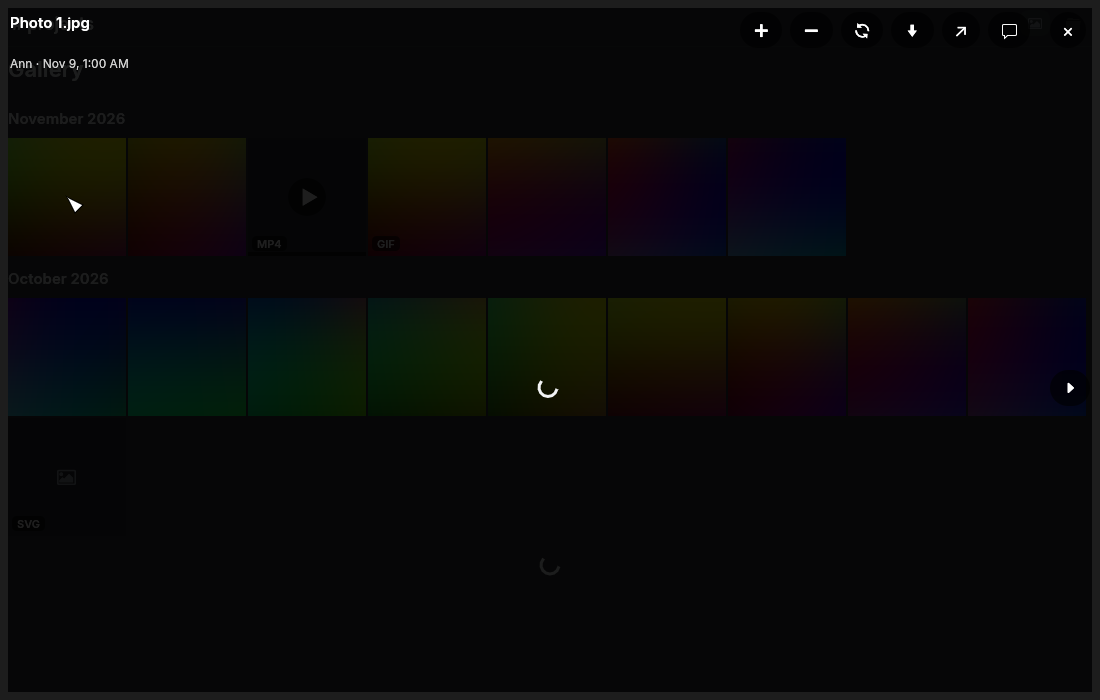 Photo 1.jpg
Ann · Nov 9, 1:00 AM
Gallery
November 2026
MP4
GIF
October 2026
SVG